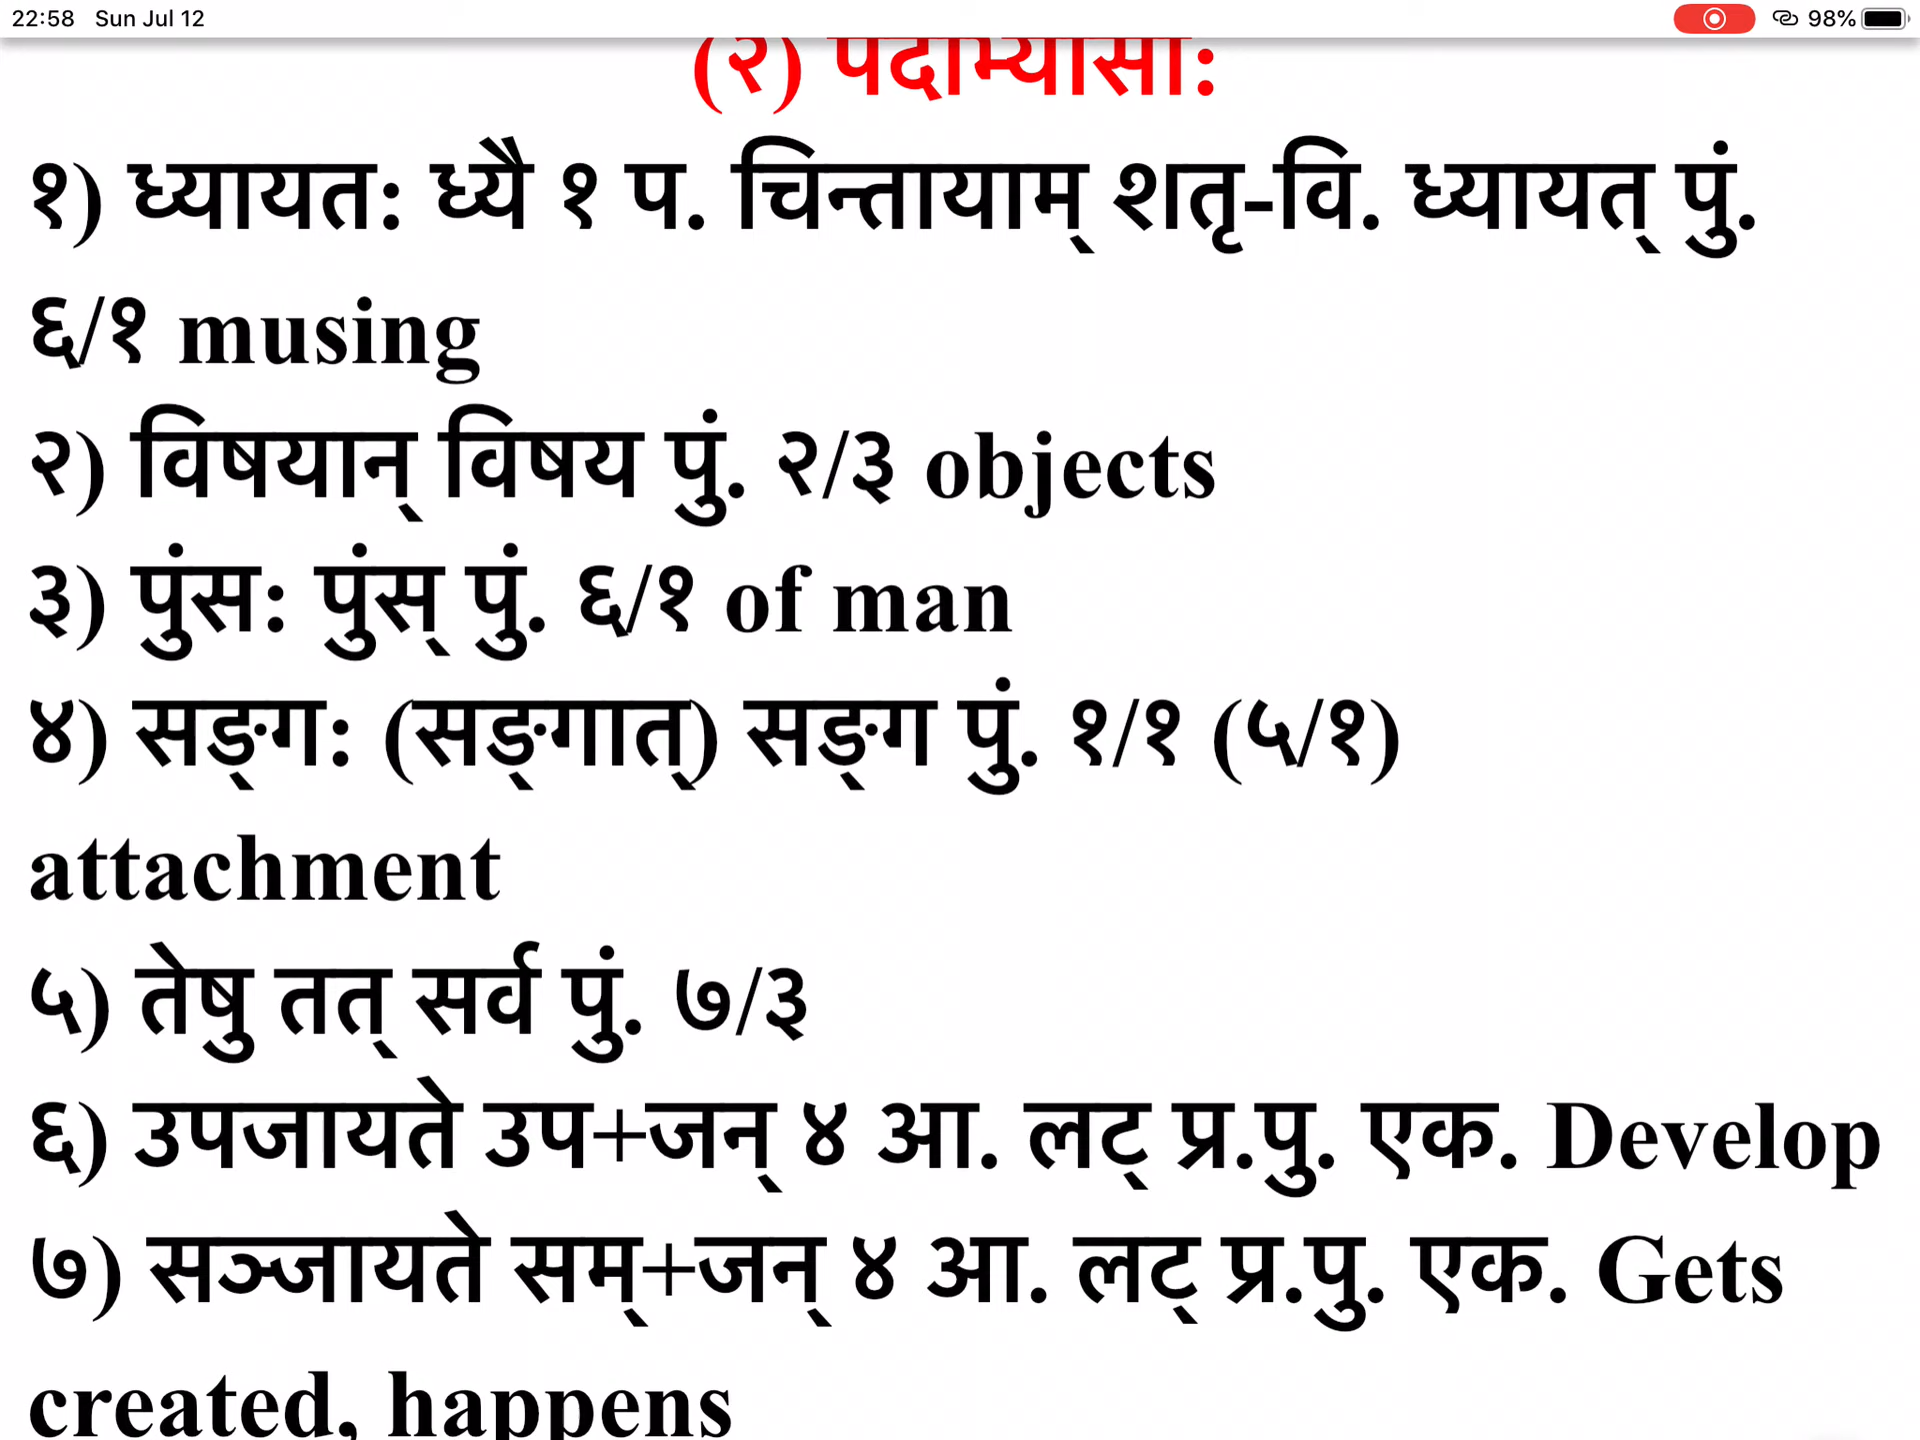 22:58 Sun Jul 12 98%
(२) पदाभ्यासाः
१) ध्यायतः ध्यै १ प. चिन्तायाम् शतृ-वि. ध्यायत् पुं.
६/१ musing
२) विषयान् विषय पुं. २/३ objects
३) पुंसः पुंस् पुं. ६/१ of man
४) सङ्गः (सङ्गात्) सङ्ग पुं. १/१ (५/१)
attachment
५) तेषु तत् सर्व पुं. ७/३
६) उपजायते उप+जन् ४ आ. लट् प्र.पु. एक. Develop
७) सञ्जायते सम्+जन् ४ आ. लट् प्र.पु. एक. Gets
created, happens